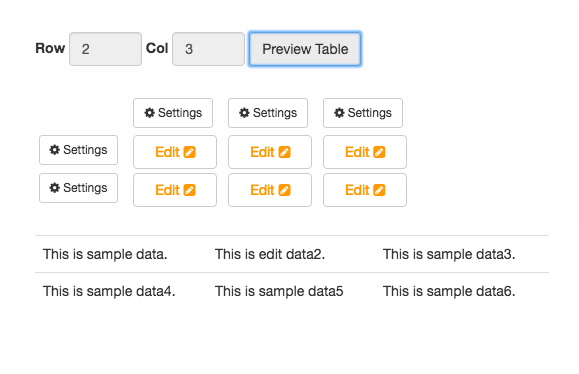 Row 2 Col 3 Preview Table
Settings Settings Settings
Settings Edit Edit Edit
Settings Edit Edit Edit
This is sample data. This is edit data2. This is sample data3.
This is sample data4. This is sample data5 This is sample data6.